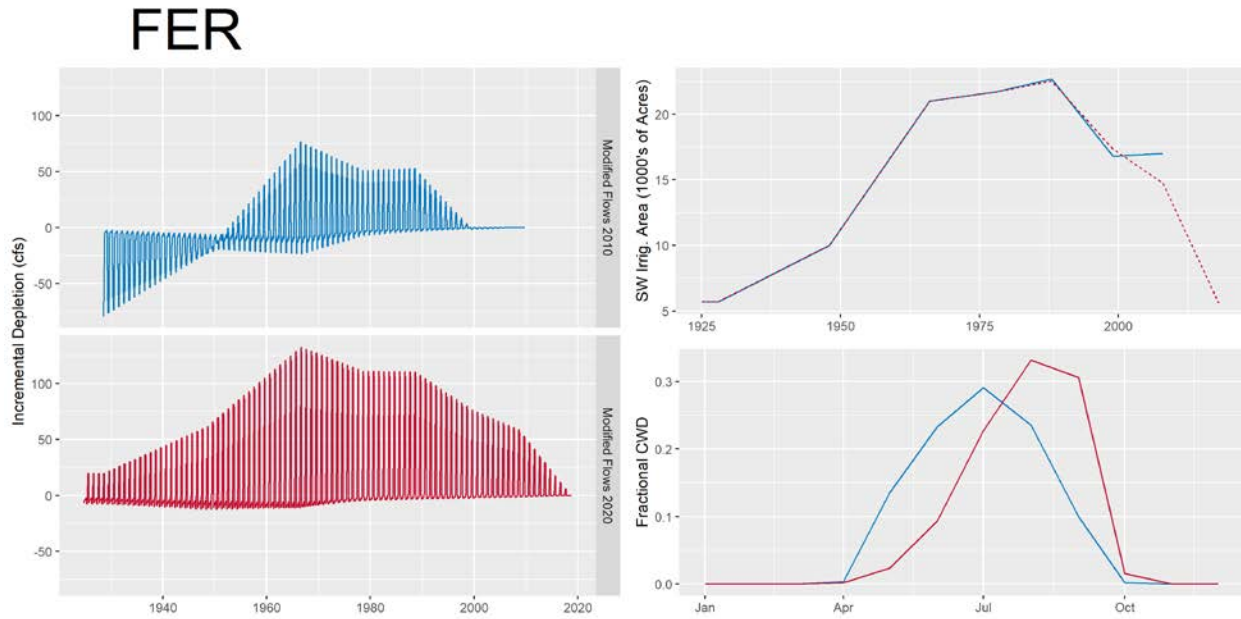 FER
Incremental Depletion (cfs)
100
50
0
-50
Modified Flows 2010
100
50
0
-50
Modified Flows 2020
1940
1960
1980
2000
2020
SW Irrig. Area (1000's of Acres)
20
15
10
5
1925
1950
1975
2000
Fractional CWD
0.3
0.2
0.1
0.0
Jan
Apr
Jul
Oct